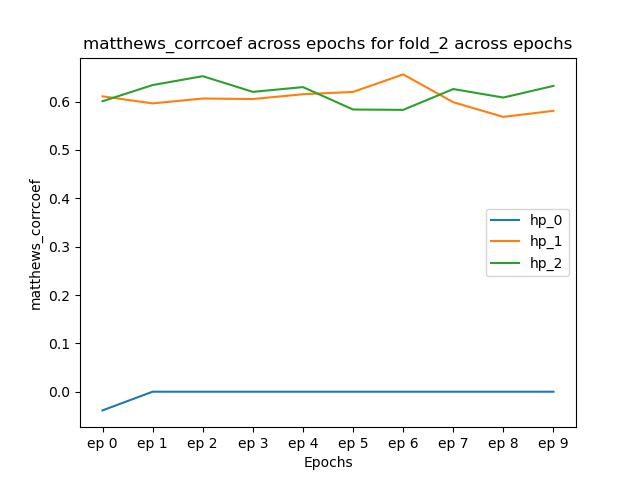 matthews_corrcoef across epochs for fold_2 across epochs
matthews_corrcoef
0.6
0.5
0.4
0.3
0.2
0.1
0.0
hp_0
hp_1
hp_2
ep 0 ep 1 ep 2 ep 3 ep 4 ep 5 ep 6 ep 7 ep 8 ep 9
Epochs